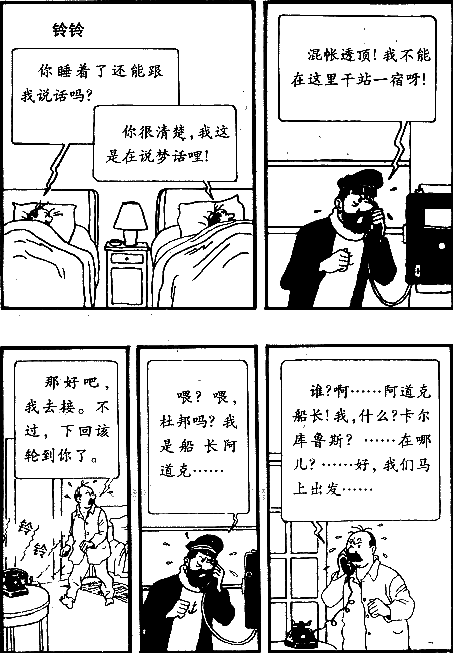 铃铃
你睡着了还能跟
我说话吗?
你很清楚，我这
是在说梦话哩!
混帐透顶!我不能
在这里干站一宿呀!
那好吧，
我去接。不
过，下回该
轮到你了。
铃
铃
喂? 喂，
杜邦吗? 我
是船长阿
道克……
谁?啊……阿道克
船长!我，什么?卡尔
库鲁斯? ……在哪
儿?……好，我们马
上出发……